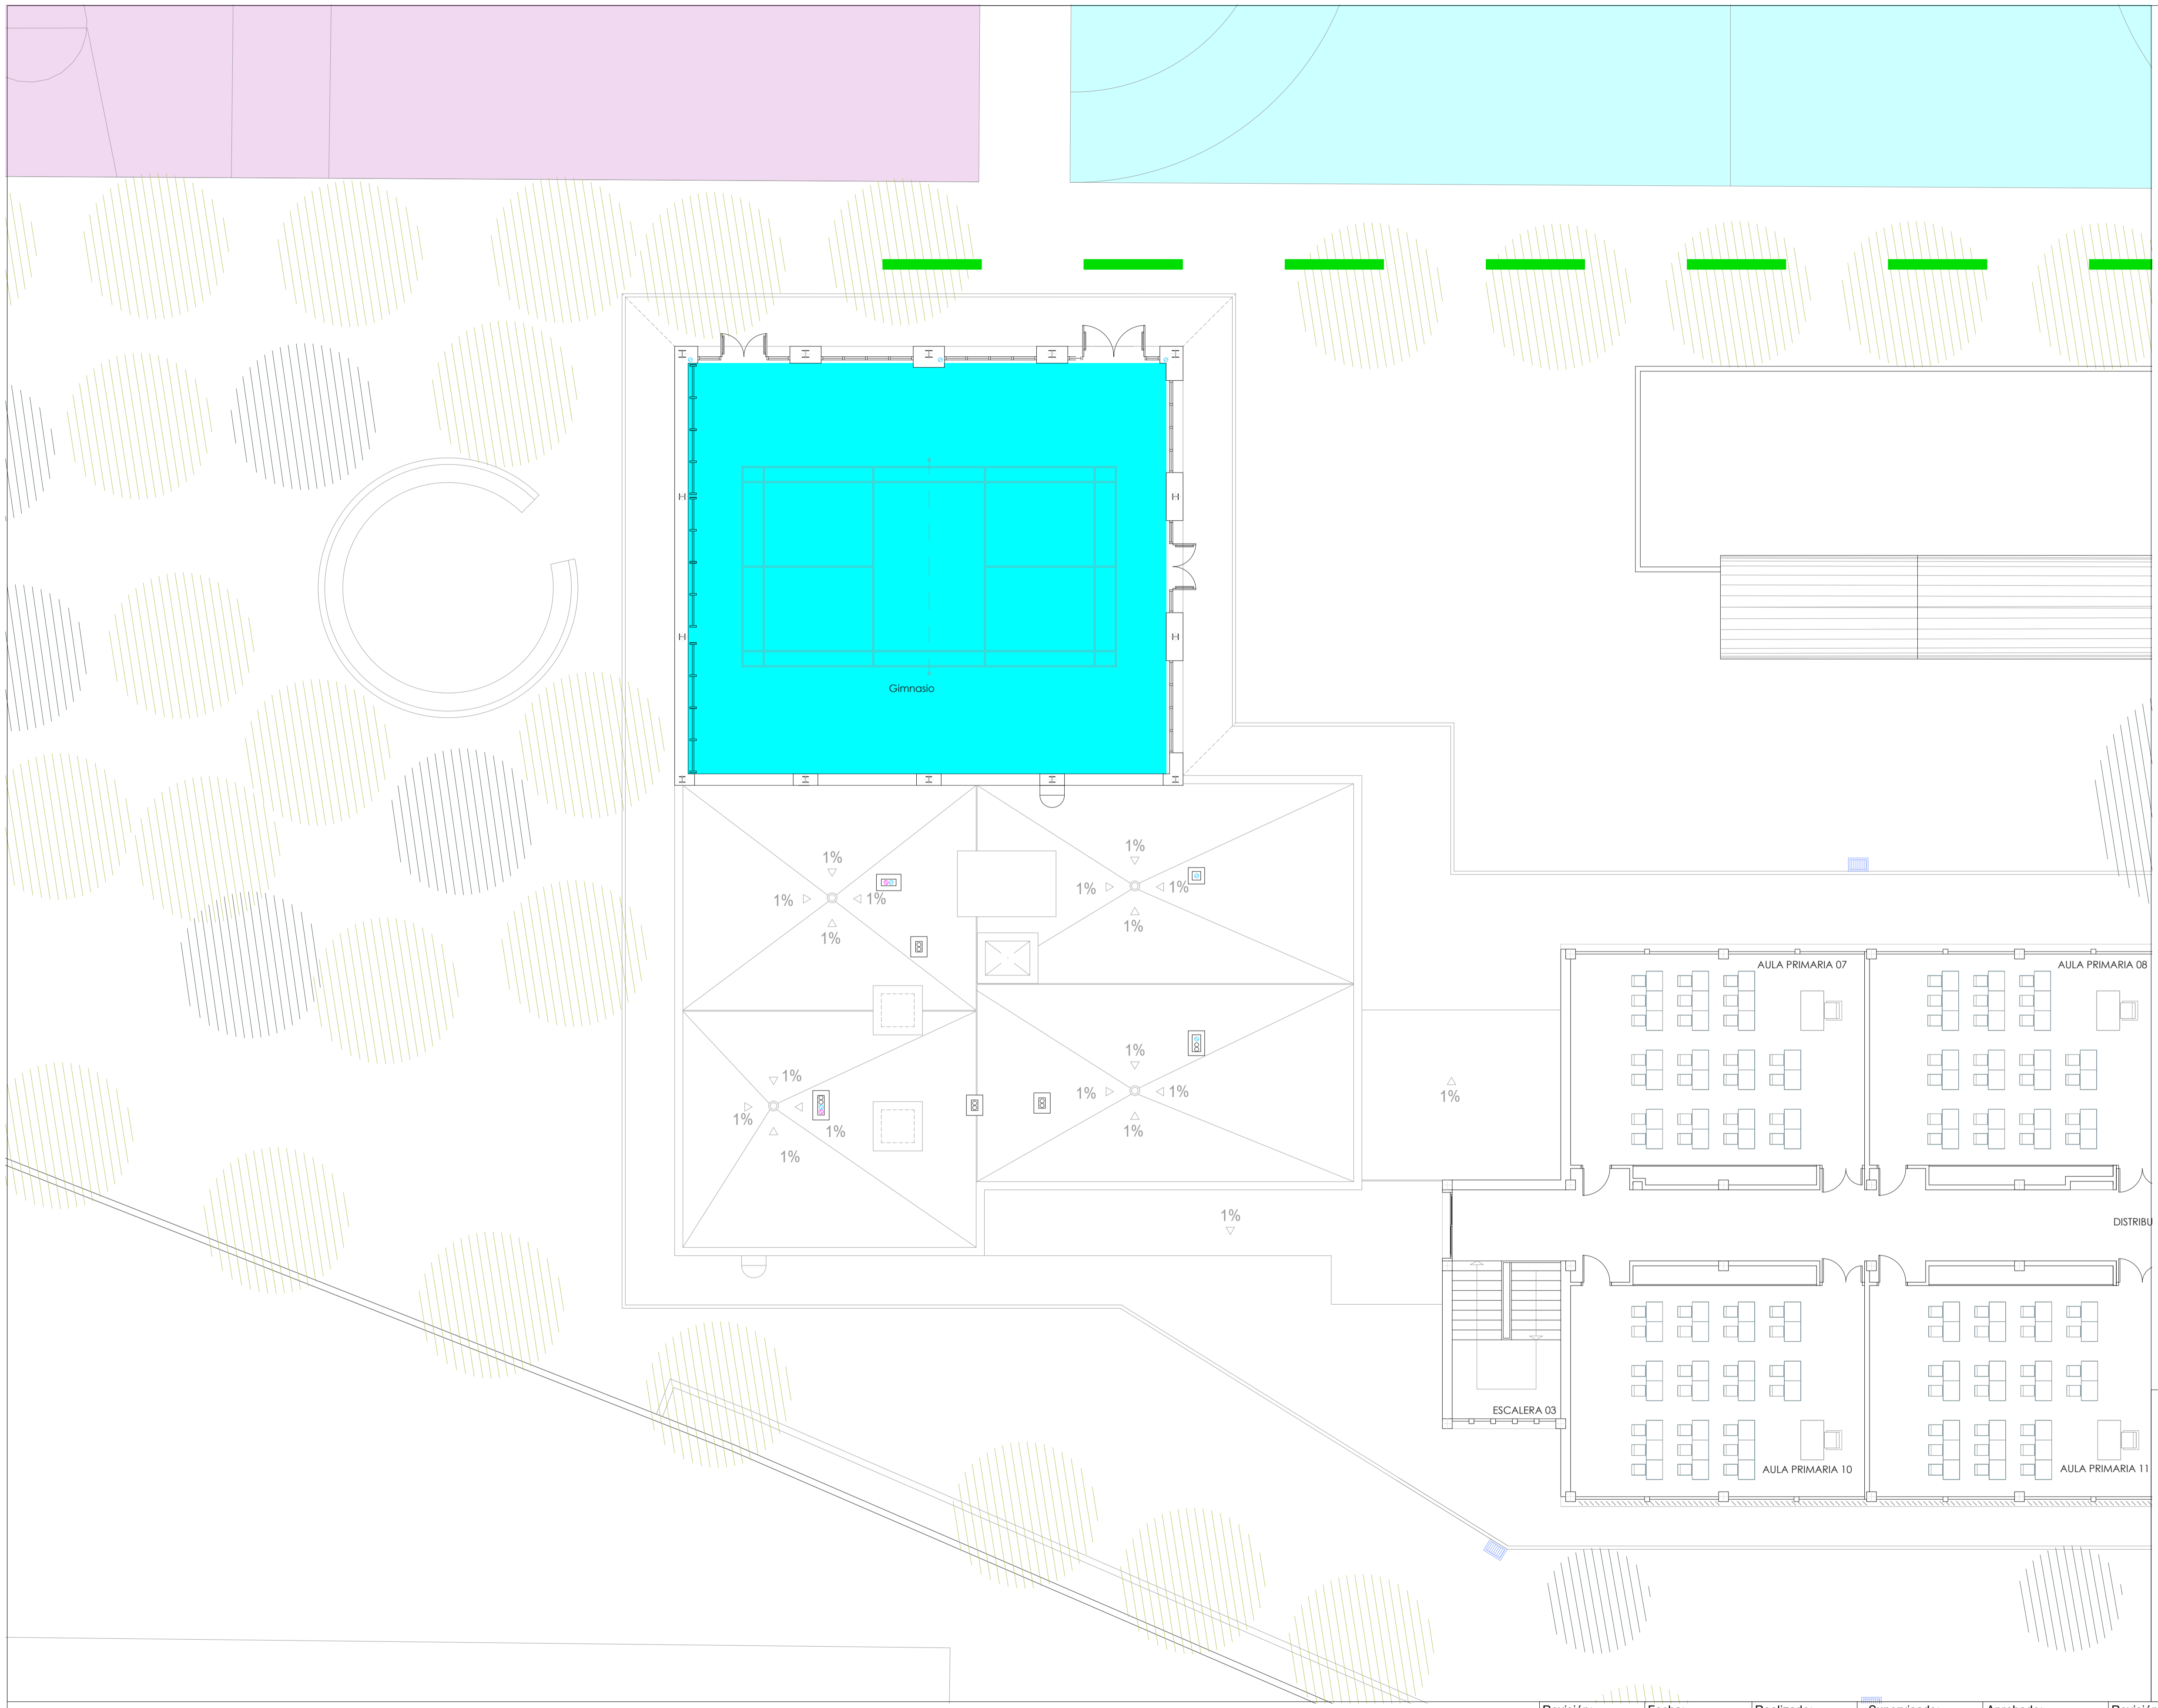 Gimnasio
1%
1%
1%
1%
1%
1%
1%
1%
AULA PRIMARIA 07
AULA PRIMARIA 08
1%
1%
1%
1%
1%
1%
1%
1%
1%
1%
DISTRIBU
ESCALERA 03
AULA PRIMARIA 10
AULA PRIMARIA 11